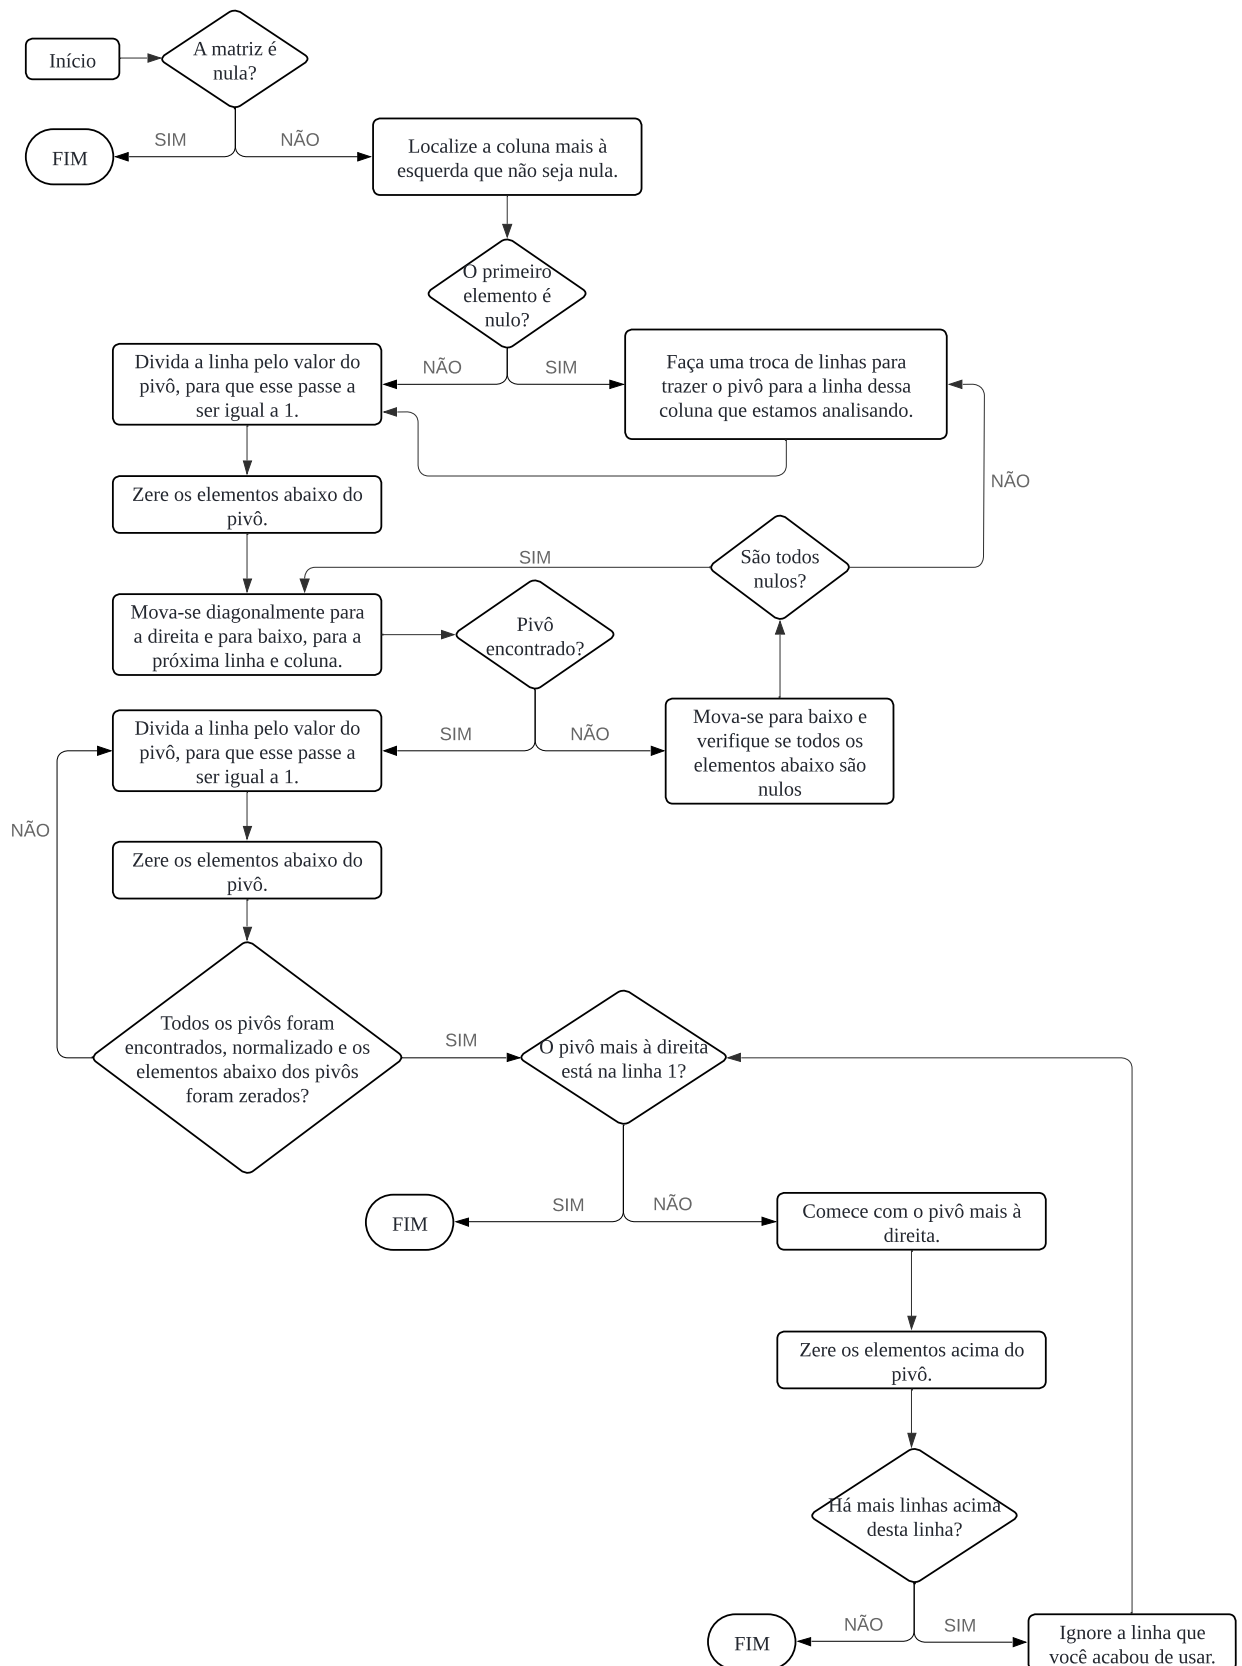 Início
A matriz é
nula?
SIM
NÃO
FIM
Localize a coluna mais à
esquerda que não seja nula.
O primeiro
elemento é
nulo?
NÃO
SIM
Divida a linha pelo valor do
pivô, para que esse passe a
ser igual a 1.
Faça uma troca de linhas para
trazer o pivô para a linha dessa
coluna que estamos analisando.
NÃO
Zere os elementos abaixo do
pivô.
SIM
São todos
nulos?
Mova-se diagonalmente para
a direita e para baixo, para a
próxima linha e coluna.
Pivô
encontrado?
SIM
NÃO
Divida a linha pelo valor do
pivô, para que esse passe a
ser igual a 1.
Mova-se para baixo e
verifique se todos os
elementos abaixo são
nulos
NÃO
Zere os elementos abaixo do
pivô.
Todos os pivôs foram
encontrados, normalizado e os
elementos abaixo dos pivôs
foram zerados?
SIM
O pivô mais à direita
está na linha 1?
SIM
NÃO
FIM
Comece com o pivô mais à
direita.
Zere os elementos acima do
pivô.
Há mais linhas acima
desta linha?
NÃO
SIM
FIM
Ignore a linha que
você acabou de usar.